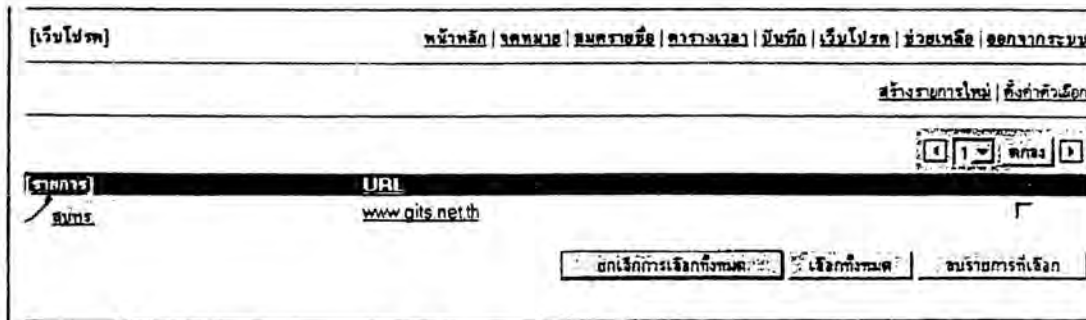 [เว็บโปรด] หน้าหลัก | จดหมาย | สมุดรายชื่อ | ตารางเวลา | บันทึก | เว็บโปรด | ช่วยเหลือ | ออกจากระบบ
สร้างรายการใหม่ | ตั้งค่าตัวเลือก
1 ตกลง
[รายการ] URL
สบทร. www.gits.net.th
ยกเลิกการเลือกทั้งหมด เลือกทั้งหมด ลบรายการที่เลือก